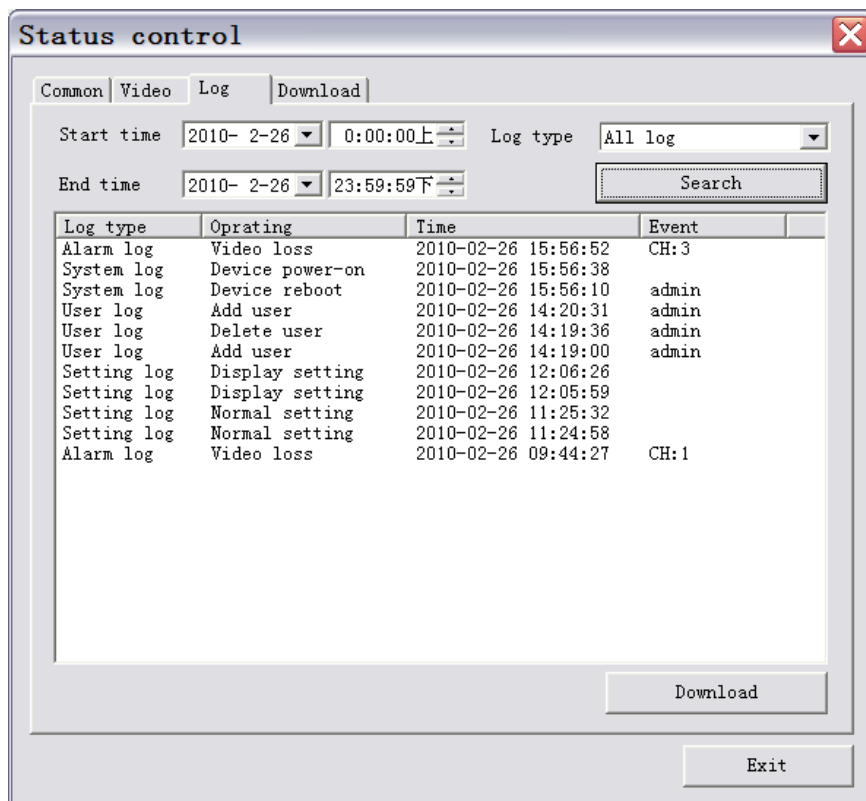 Status control
Common Video Log Download
Start time 2010- 2-26 0:00:00上 Log type All log
End time 2010- 2-26 23:59:59下 Search
Log type Oprating Time Event
Alarm log Video loss 2010-02-26 15:56:52 CH:3
System log Device power-on 2010-02-26 15:56:38
System log Device reboot 2010-02-26 15:56:10 admin
User log Add user 2010-02-26 14:20:31 admin
User log Delete user 2010-02-26 14:19:36 admin
User log Add user 2010-02-26 14:19:00 admin
Setting log Display setting 2010-02-26 12:06:26
Setting log Display setting 2010-02-26 12:05:59
Setting log Normal setting 2010-02-26 11:25:32
Setting log Normal setting 2010-02-26 11:24:58
Alarm log Video loss 2010-02-26 09:44:27 CH:1
Download
Exit